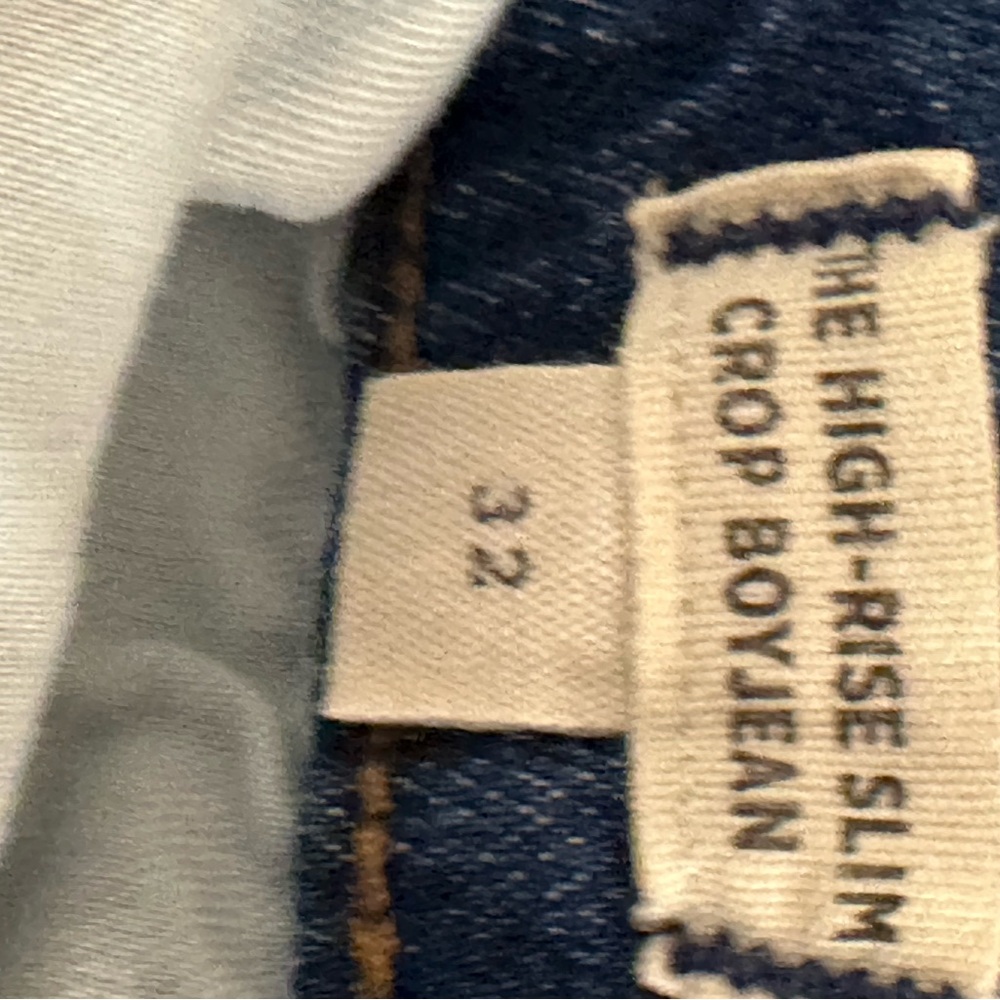 THE HIGH-RISE SLIM
CROP BOYJEAN
32